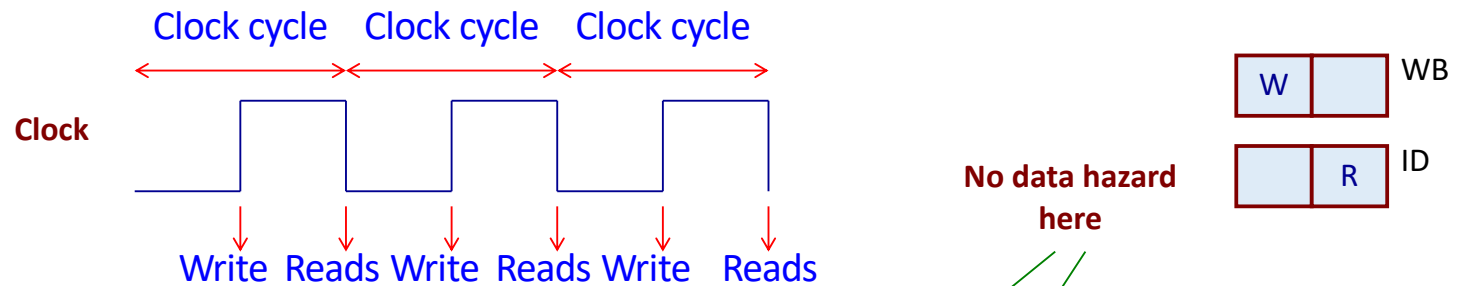 Clock cycle Clock cycle Clock cycle
Clock
Write Reads Write Reads Write Reads
No data hazard
here
W WB
R ID